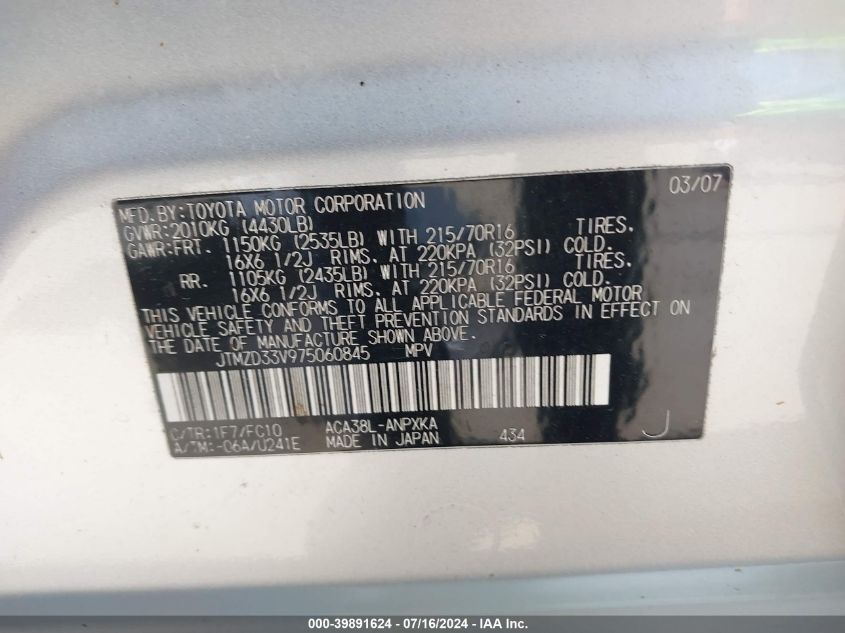 MFD.BY:TOYOTA MOTOR CORPORATION 03/07
GVWR:2010KG (4430LB)
GAWR:FRT. 1150KG (2535LB) WITH 215/70R16 TIRES.
16X6 1/2J RIMS. AT 220KPA (32PSI) COLD.
RR. 1105KG (2435LB) WITH 215/70R16 TIRES.
16X6 1/2J RIMS. AT 220KPA (32PSI) COLD.
THIS VEHICLE CONFORMS TO ALL APPLICABLE FEDERAL MOTOR
VEHICLE SAFETY AND THEFT PREVENTION STANDARDS IN EFFECT ON
THE DATE OF MANUFACTURE SHOWN ABOVE.
JTMZD33V975060845 MPV
C/TR:1F7/FC10 ACA38L-ANPXKA
A/TM:-06A/U241E MADE IN JAPAN 434 J
000-39891624 - 07/16/2024 - IAA Inc.